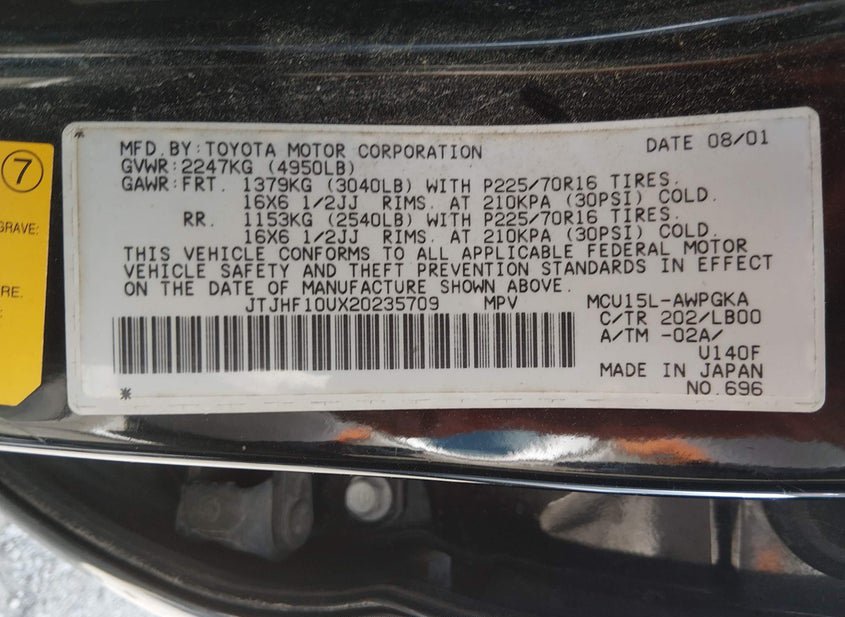 7
GRAVE:
RE.
MFD.BY:TOYOTA MOTOR CORPORATION DATE 08/01
GVWR:2247KG (4950LB)
GAWR:FRT. 1379KG (3040LB) WITH P225/70R16 TIRES.
16X6 1/2JJ RIMS. AT 210KPA (30PSI) COLD.
RR. 1153KG (2540LB) WITH P225/70R16 TIRES.
16X6 1/2JJ RIMS. AT 210KPA (30PSI) COLD.
THIS VEHICLE CONFORMS TO ALL APPLICABLE FEDERAL MOTOR
VEHICLE SAFETY AND THEFT PREVENTION STANDARDS IN EFFECT
ON THE DATE OF MANUFACTURE SHOWN ABOVE.
JTJHF10UX20235709 MPV MCU15L-AWPGKA
C/TR 202/LB00
A/TM -02A/
U140F
MADE IN JAPAN
NO.696